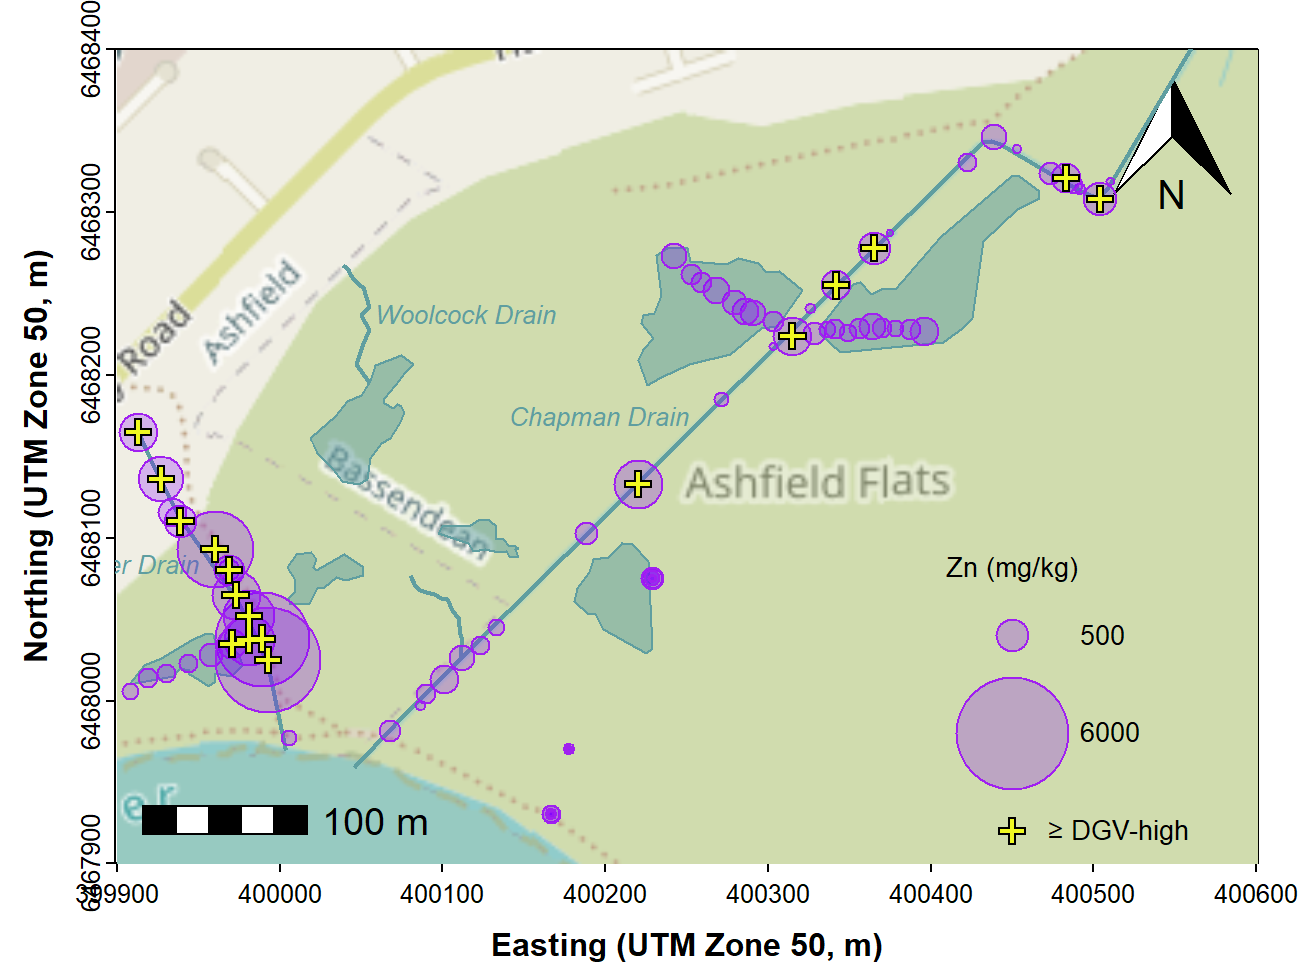 6468400
6468300
6468200
6468100
6468000
6467900
Northing (UTM Zone 50, m)
N
Ashfield
Road
Woolcock Drain
Chapman Drain
Bassendean
Ashfield Flats
er Drain
Zn (mg/kg)
500
6000
≥ DGV-high
er
100 m
399900
400000
400100
400200
400300
400400
400500
400600
Easting (UTM Zone 50, m)